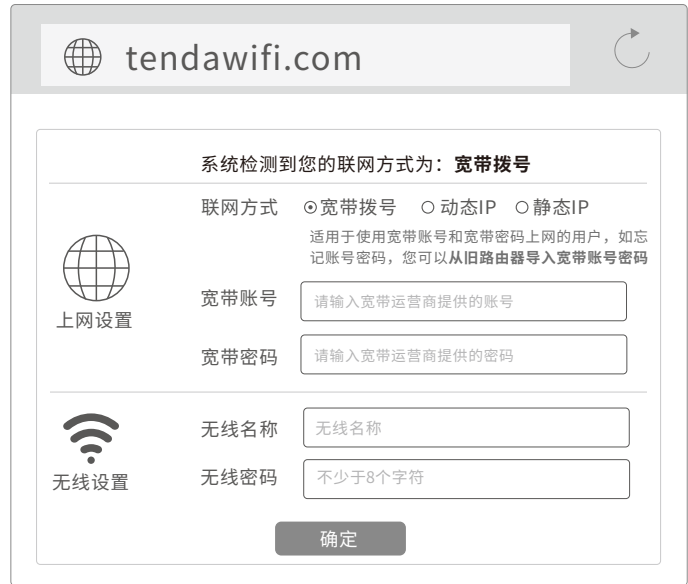 tendawifi.com
系统检测到您的联网方式为：宽带拨号
联网方式 宽带拨号 动态IP 静态IP
适用于使用宽带账号和宽带密码上网的用户，如忘
记账号密码，您可以从旧路由器导入宽带账号密码
上网设置
宽带账号 请输入宽带运营商提供的账号
宽带密码 请输入宽带运营商提供的密码
无线设置
无线名称 无线名称
无线密码 不少于8个字符
确定